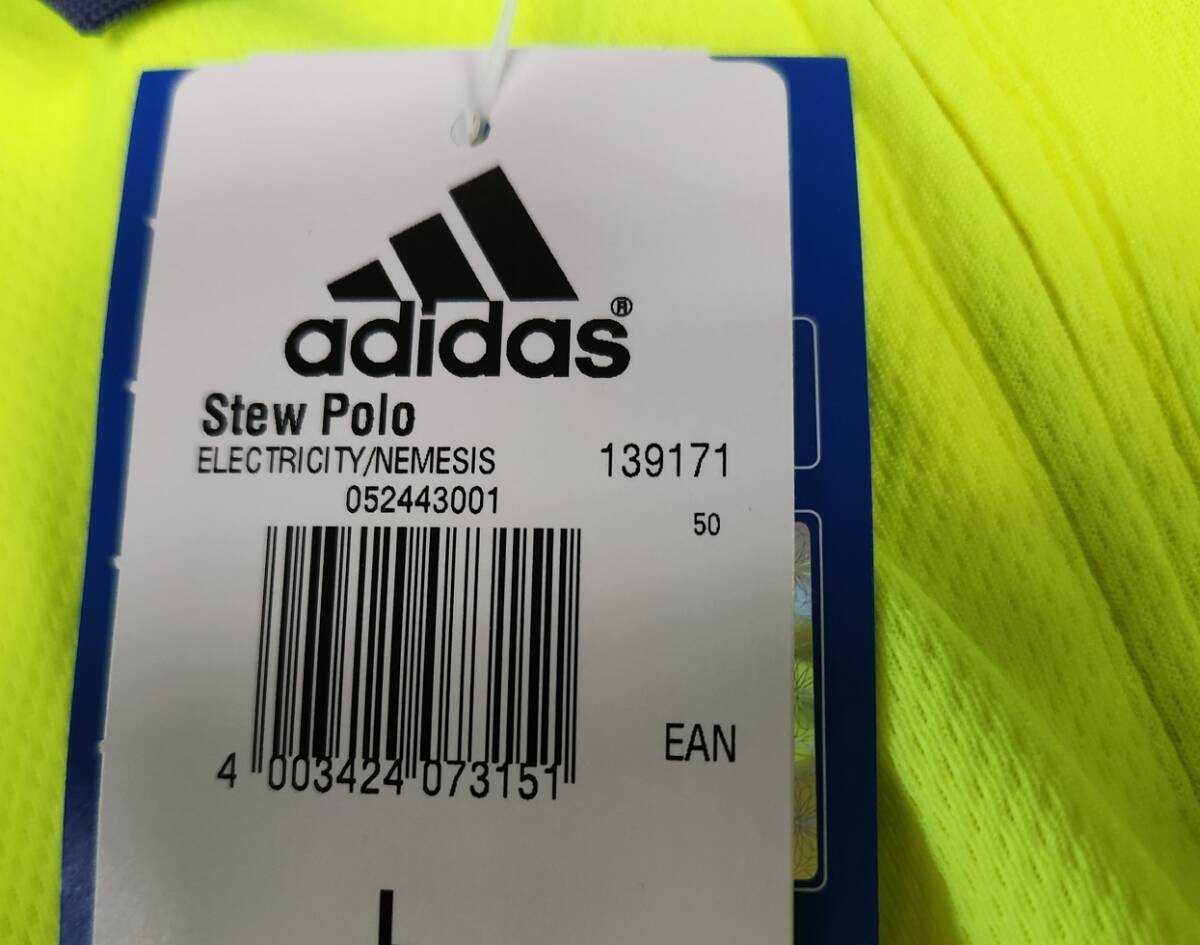 adidas®
Stew Polo
ELECTRICITY/NEMESIS 139171
052443001
50
EAN
4 003424 073151